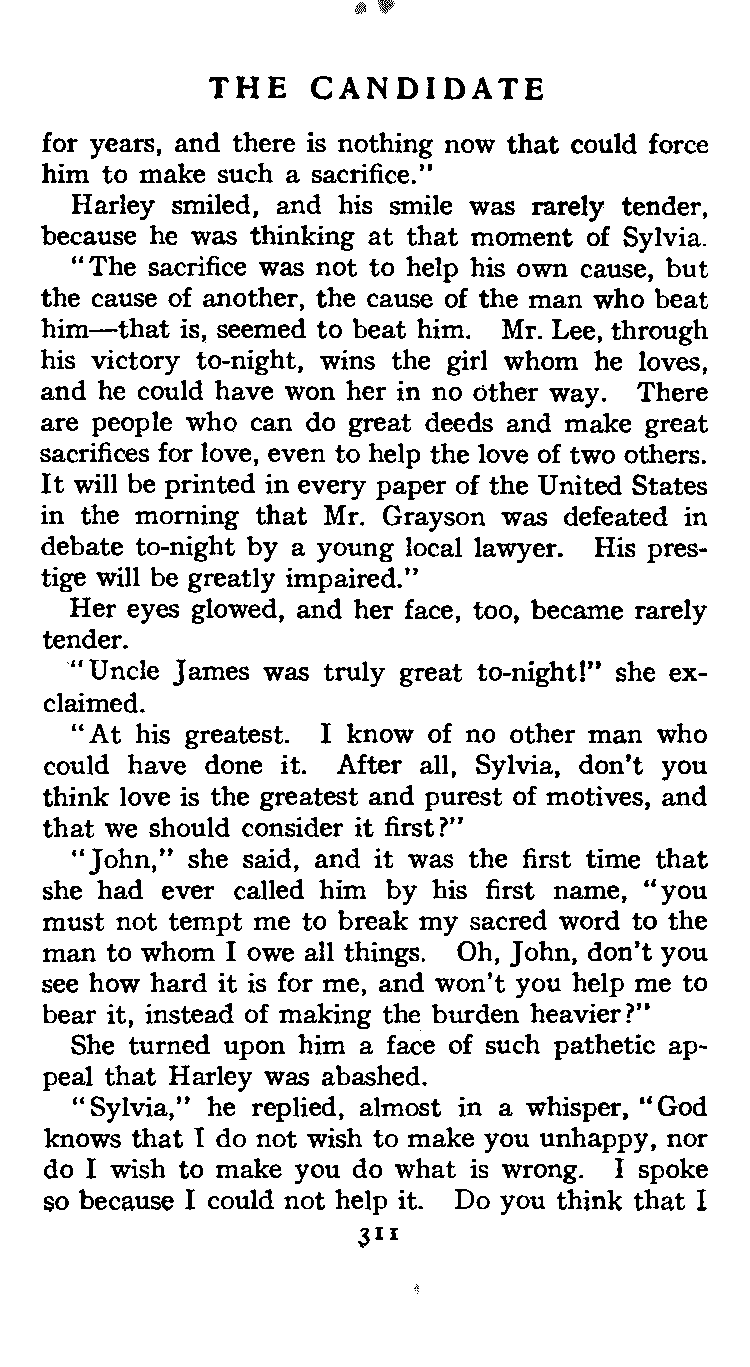 THE CANDIDATE
for years, and there is nothing now that could force
him to make such a sacrifice."
Harley smiled, and his smile was rarely tender,
because he was thinking at that moment of Sylvia.
"The sacrifice was not to help his own cause, but
the cause of another, the cause of the man who beat
him—that is, seemed to beat him. Mr. Lee, through
his victory to-night, wins the girl whom he loves,
and he could have won her in no other way. There
are people who can do great deeds and make great
sacrifices for love, even to help the love of two others.
It will be printed in every paper of the United States
in the morning that Mr. Grayson was defeated in
debate to-night by a young local lawyer. His pres-
tige will be greatly impaired."
Her eyes glowed, and her face, too, became rarely
tender.
"Uncle James was truly great to-night!" she ex-
claimed.
"At his greatest. I know of no other man who
could have done it. After all, Sylvia, don't you
think love is the greatest and purest of motives, and
that we should consider it first?"
"John," she said, and it was the first time that
she had ever called him by his first name, "you
must not tempt me to break my sacred word to the
man to whom I owe all things. Oh, John, don't you
see how hard it is for me, and won't you help me to
bear it, instead of making the burden heavier?"
She turned upon him a face of such pathetic ap-
peal that Harley was abashed.
"Sylvia," he replied, almost in a whisper, "God
knows that I do not wish to make you unhappy, nor
do I wish to make you do what is wrong. I spoke
so because I could not help it. Do you think that I
311